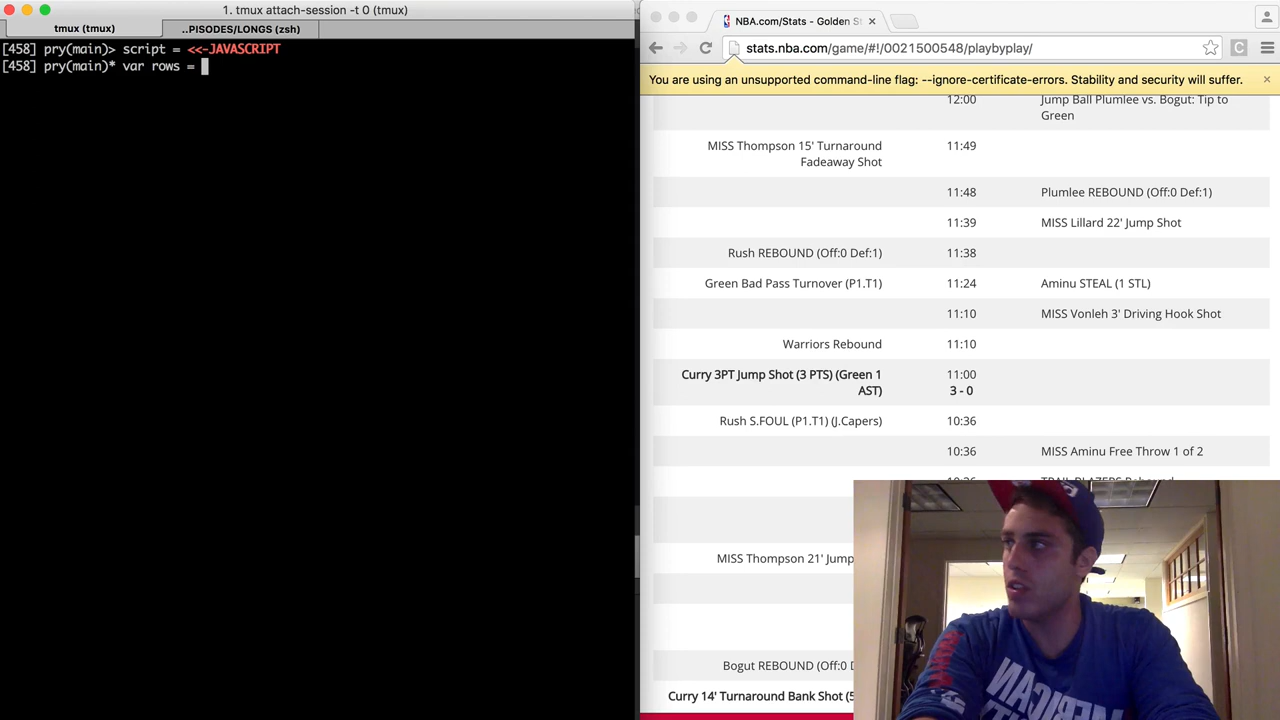 1. tmux attach-session -t 0 (tmux)
tmux (tmux)
..PISODES/LONGS (zsh)
[458] pry(main)> script = <<-JAVASCRIPT
[458] pry(main)* var rows =
NBA.com/Stats - Golden S
stats.nba.com/game/#!/0021500548/playbyplay/
You are using an unsupported command-line flag: --ignore-certificate-errors. Stability and security will suffer.
12:00
Jump Ball Plumlee vs. Bogut: Tip to
Green
MISS Thompson 15' Turnaround
Fadeaway Shot
11:49
11:48
Plumlee REBOUND (Off:0 Def:1)
11:39
MISS Lillard 22' Jump Shot
Rush REBOUND (Off:0 Def:1)
11:38
Green Bad Pass Turnover (P1.T1)
11:24
Aminu STEAL (1 STL)
11:10
MISS Vonleh 3' Driving Hook Shot
Warriors Rebound
11:10
Curry 3PT Jump Shot (3 PTS) (Green 1
AST)
11:00
3 - 0
Rush S.FOUL (P1.T1) (J.Capers)
10:36
10:36
MISS Aminu Free Throw 1 of 2
10:36
TRAIL BLAZERS Rebound
MISS Thompson 21' Jump
Bogut REBOUND (Off:0
Curry 14' Turnaround Bank Shot (5